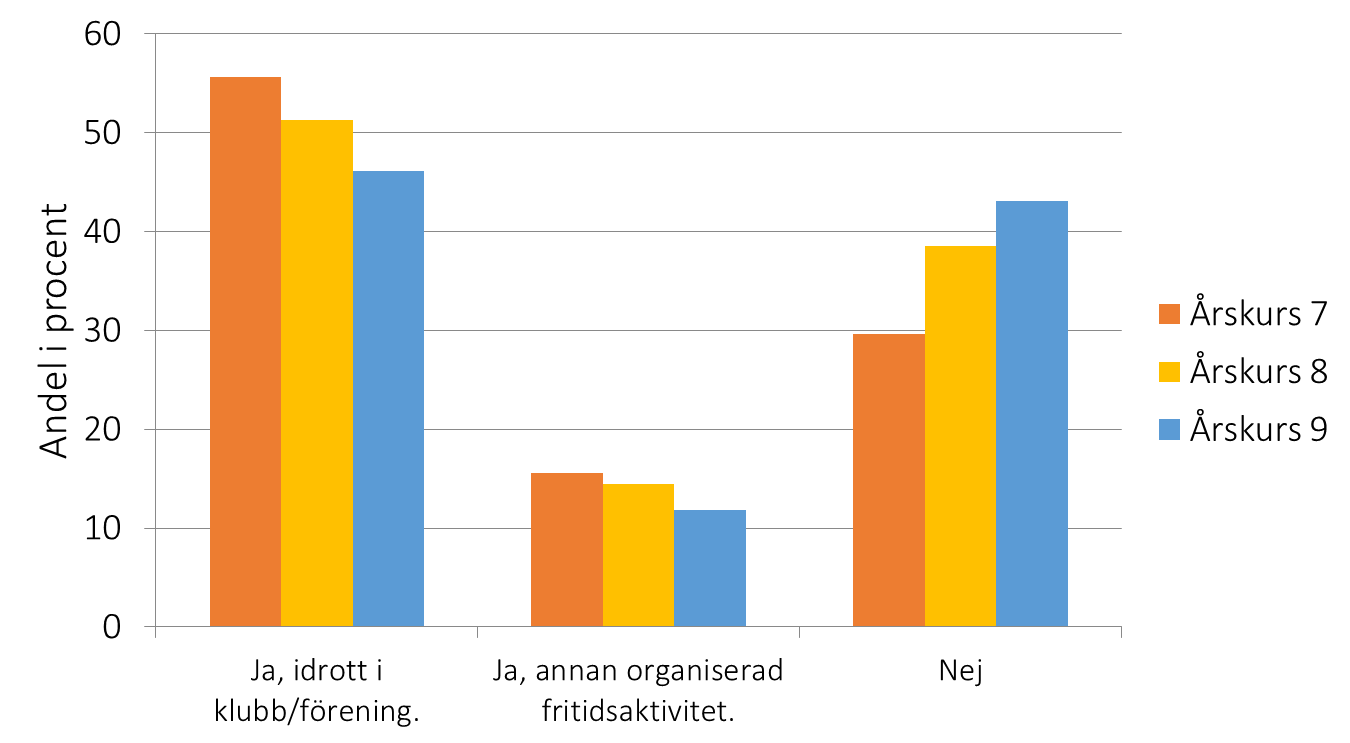 Andel i procent
60
50
40
30
20
10
0
Ja, idrott i
klubb/förening.
Ja, annan organiserad
fritidsaktivitet.
Nej
Årskurs 7
Årskurs 8
Årskurs 9